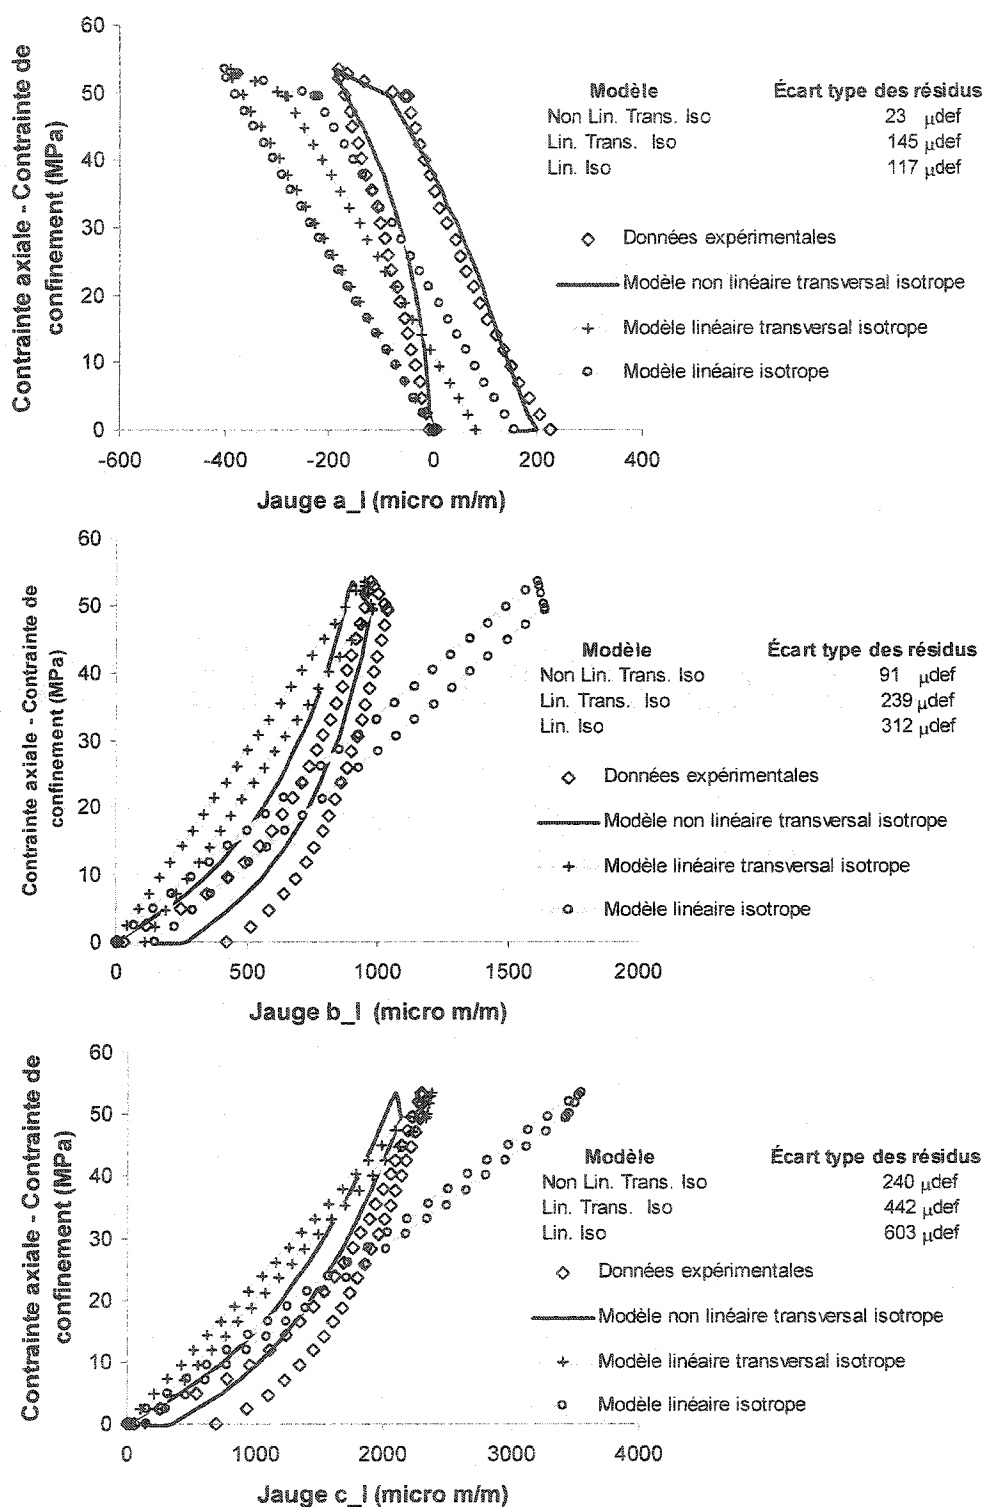 Contrainte axiale - Contrainte de
confinement (MPa)
60
50
40
30
20
10
0
-600 -400 -200 0 200 400
Jauge a_l (micro m/m)
Modèle Écart type des résidus
Non Lin. Trans. Iso 23 µdef
Lin. Trans. Iso 145 µdef
Lin. Iso 117 µdef
Données expérimentales
Modèle non linéaire transversal isotrope
Modèle linéaire transversal isotrope
Modèle linéaire isotrope
Contrainte axiale - Contrainte de
confinement (MPa)
60
50
40
30
20
10
0
0 500 1000 1500 2000
Jauge b_l (micro m/m)
Modèle Écart type des résidus
Non Lin. Trans. Iso 91 µdef
Lin. Trans. Iso 239 µdef
Lin. Iso 312 µdef
Données expérimentales
Modèle non linéaire transversal isotrope
Modèle linéaire transversal isotrope
Modèle linéaire isotrope
Contrainte axiale - Contrainte de
confinement (MPa)
60
50
40
30
20
10
0
0 1000 2000 3000 4000
Jauge c_l (micro m/m)
Modèle Écart type des résidus
Non Lin. Trans. Iso 240 µdef
Lin. Trans. Iso 442 µdef
Lin. Iso 603 µdef
Données expérimentales
Modèle non linéaire transversal isotrope
Modèle linéaire transversal isotrope
Modèle linéaire isotrope